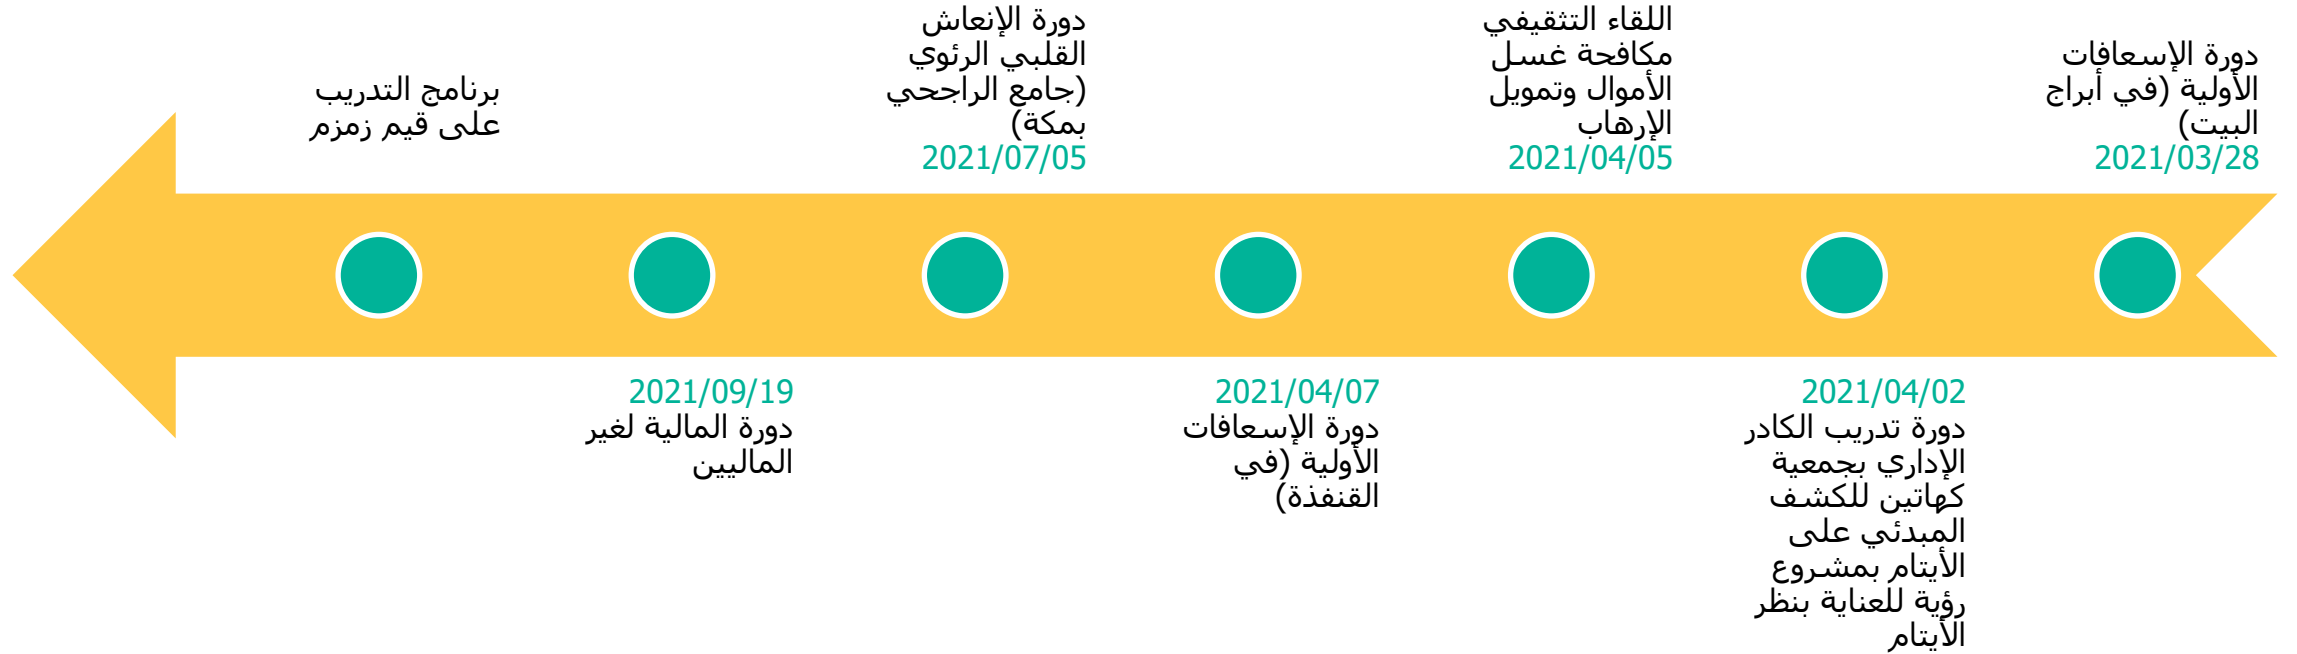 دورة الإسعافات
الأولية (في أبراج
البيت)
2021/03/28
2021/04/02
دورة تدريب الكادر
الإداري بجمعية
كهاتين للكشف
المبدئي على
الأيتام بمشروع
رؤية للعناية بنظر
الأيتام
اللقاء التثقيفي
مكافحة غسل
الأموال وتمويل
الإرهاب
2021/04/05
2021/04/07
دورة الإسعافات
الأولية (في
القنفذة)
دورة الإنعاش
القلبي الرئوي
(جامع الراجحي
بمكة)
2021/07/05
2021/09/19
دورة المالية لغير
الماليين
برنامج التدريب
على قيم زمزم